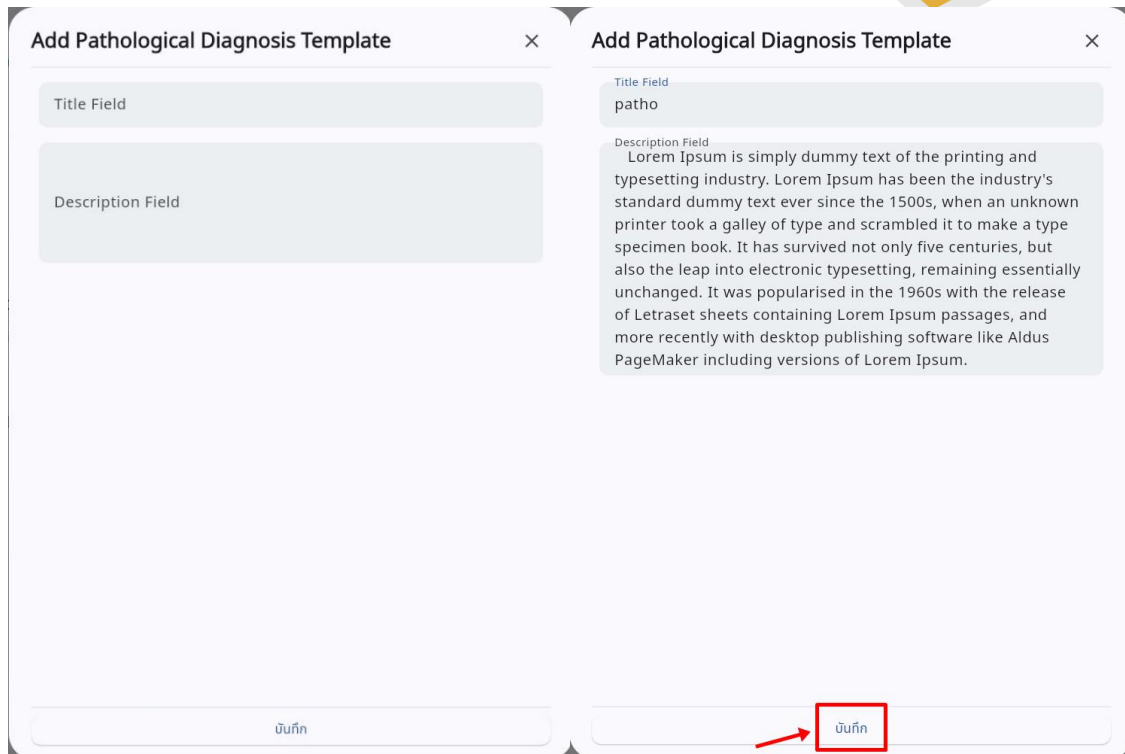 Add Pathological Diagnosis Template
Title Field
Description Field
บันทึก
Add Pathological Diagnosis Template
Title Field
patho
Description Field
Lorem Ipsum is simply dummy text of the printing and
typesetting industry. Lorem Ipsum has been the industry's
standard dummy text ever since the 1500s, when an unknown
printer took a galley of type and scrambled it to make a type
specimen book. It has survived not only five centuries, but
also the leap into electronic typesetting, remaining essentially
unchanged. It was popularised in the 1960s with the release
of Letraset sheets containing Lorem Ipsum passages, and
more recently with desktop publishing software like Aldus
PageMaker including versions of Lorem Ipsum.
บันทึก